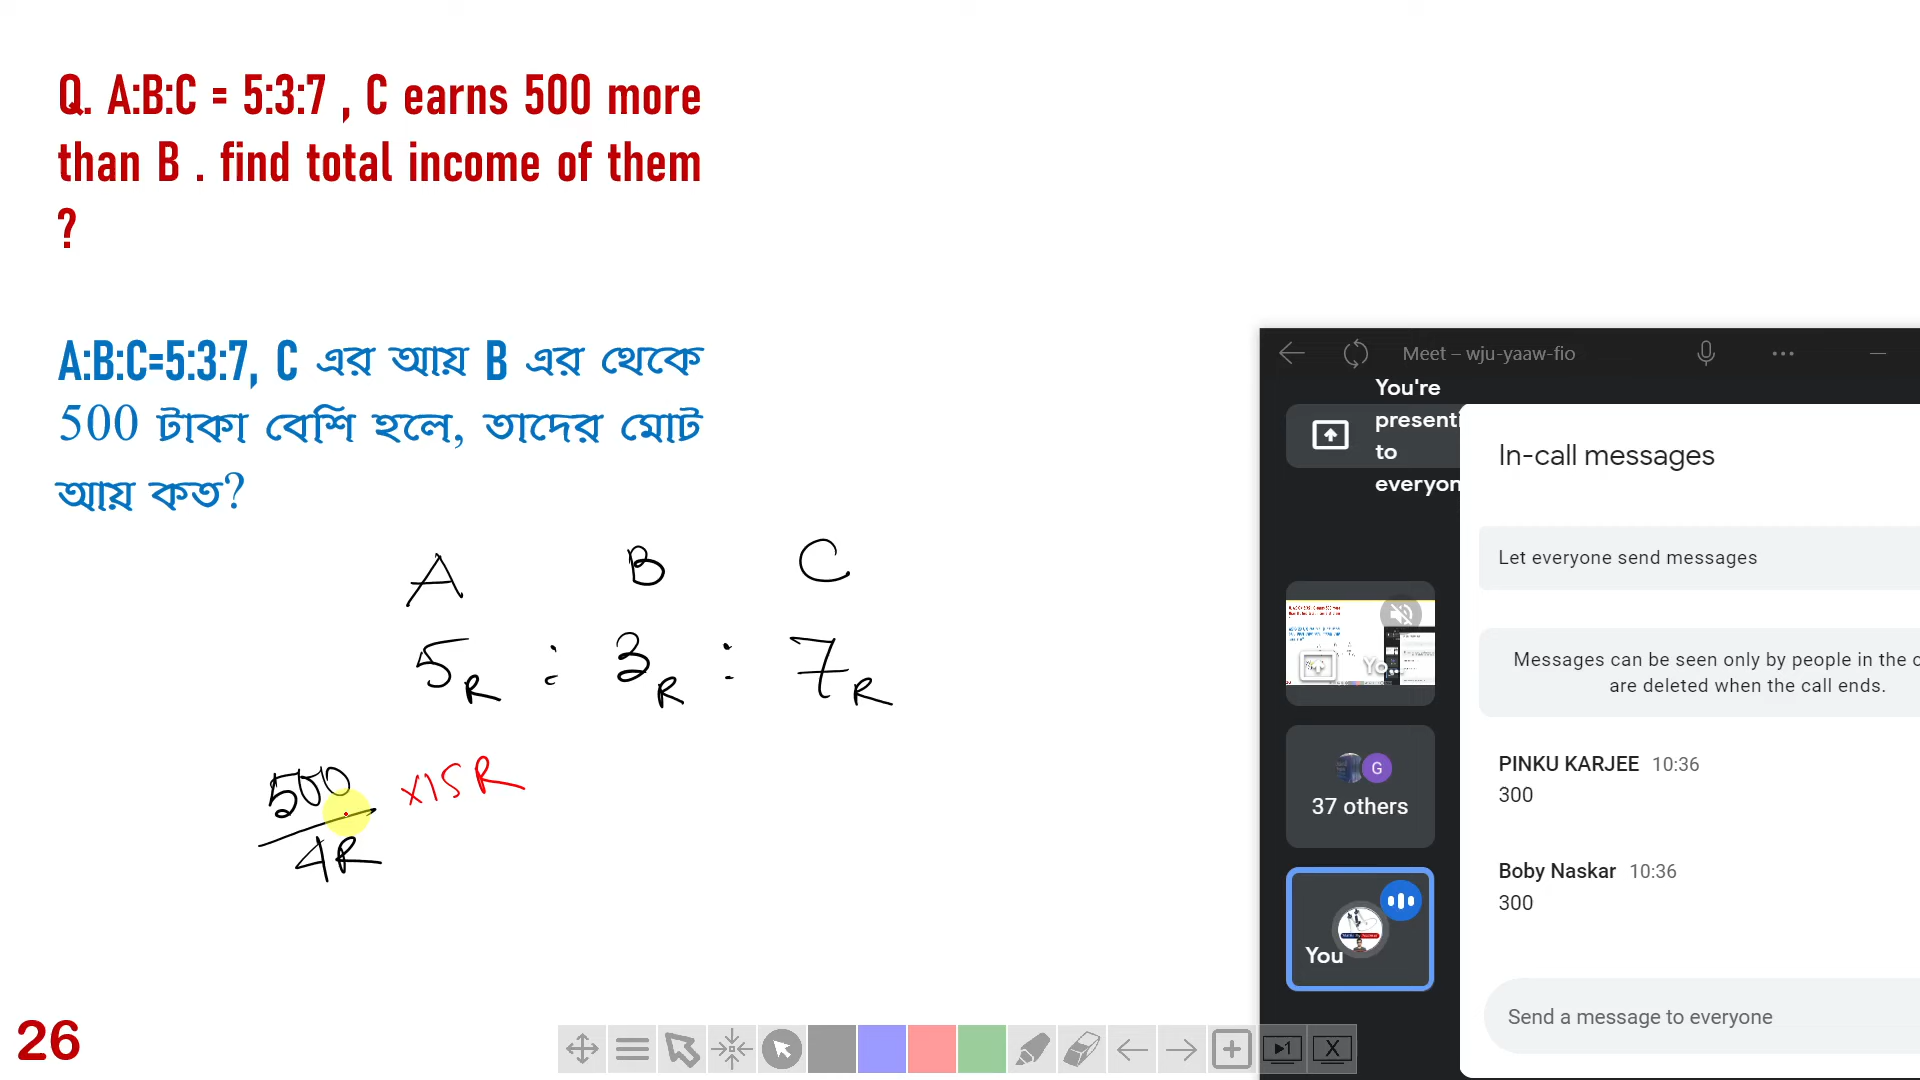 Q. A:B:C = 5:3:7 , C earns 500 more
than B . find total income of them
?
A:B:C=5:3:7, C এর আয় B এর থেকে
500 টাকা বেশি হলে, তাদের মোট
আয় কত?
A B C
5R : 3R : 7R
500 x15R
4R
26
Meet – wju-yaaw-fio
You're
presenti
to
everyon
In-call messages
Let everyone send messages
Messages can be seen only by people in the c
are deleted when the call ends.
PINKU KARJEE 10:36
300
G
37 others
Boby Naskar 10:36
300
You
Send a message to everyone